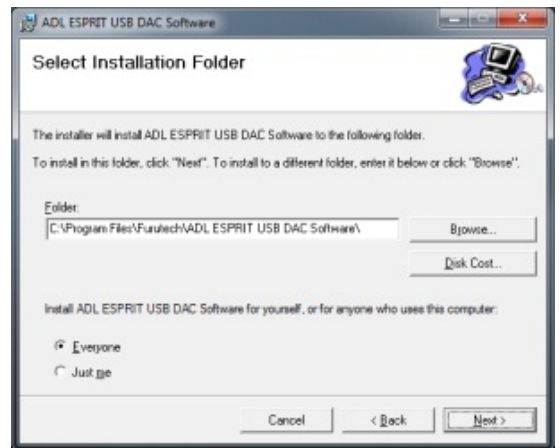 ADL ESPRIT USB DAC Software
Select Installation Folder
The installer will install ADL ESPRIT USB DAC Software to the following folder.
To install in this folder, click "Next". To install to a different folder, enter it below or click "Browse".
Folder:
C:\Program Files\Furutech\ADL ESPRIT USB DAC Software\
Browse...
Disk Cost...
Install ADL ESPRIT USB DAC Software for yourself, or for anyone who uses this computer:
Everyone
Just me
Cancel
< Back
Next >